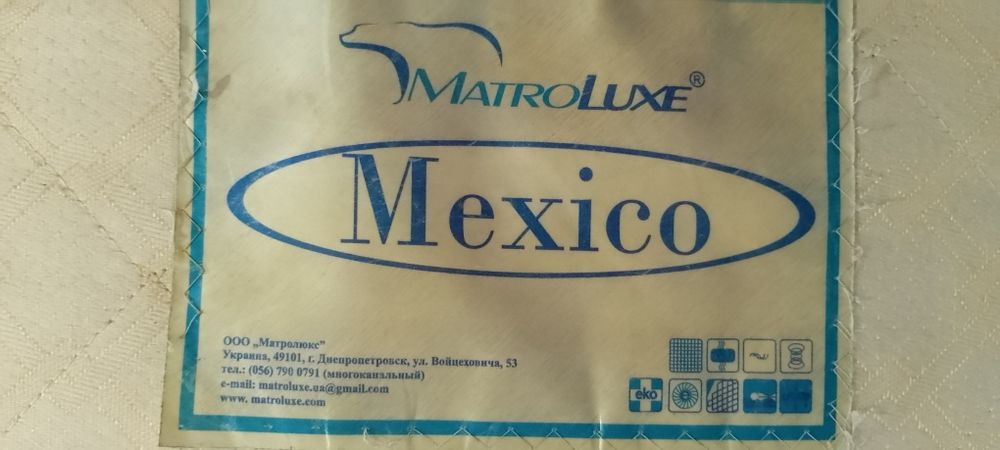 MATROLUXE®
Mexico
ООО „Матролюкс”
Украина, 49101, г. Днепропетровск, ул. Войцеховича, 53
тел.: (056) 790 0791 (многоканальный)
e-mail: matroluxe.ua@gmail.com
www. matroluxe.com
eko